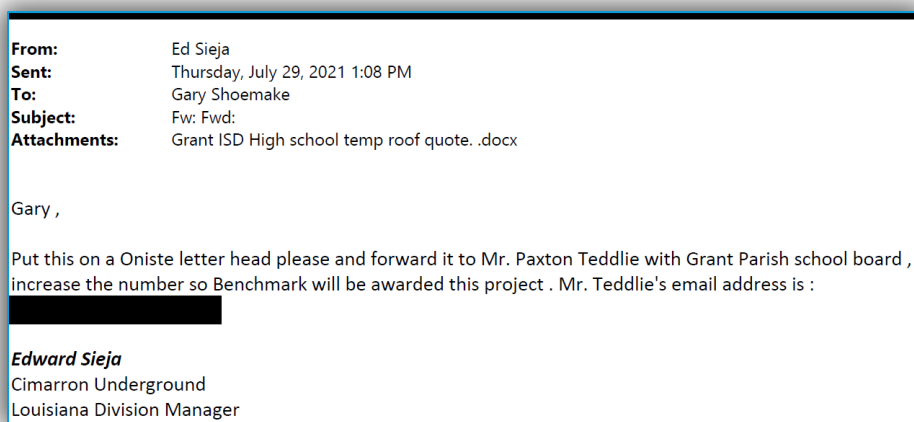 From: Ed Sieja
Sent: Thursday, July 29, 2021 1:08 PM
To: Gary Shoemake
Subject: Fw: Fwd:
Attachments: Grant ISD High school temp roof quote. .docx
Gary ,
Put this on a Oniste letter head please and forward it to Mr. Paxton Teddlie with Grant Parish school board ,
increase the number so Benchmark will be awarded this project . Mr. Teddlie's email address is :
Edward Sieja
Cimarron Underground
Louisiana Division Manager